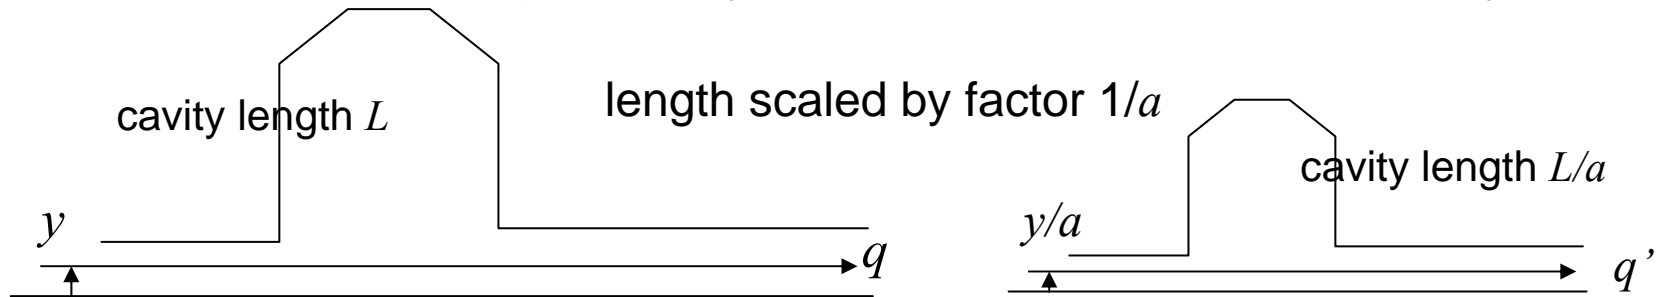 cavity length L
length scaled by factor 1/a
cavity length L/a
y
q
y/a
q’